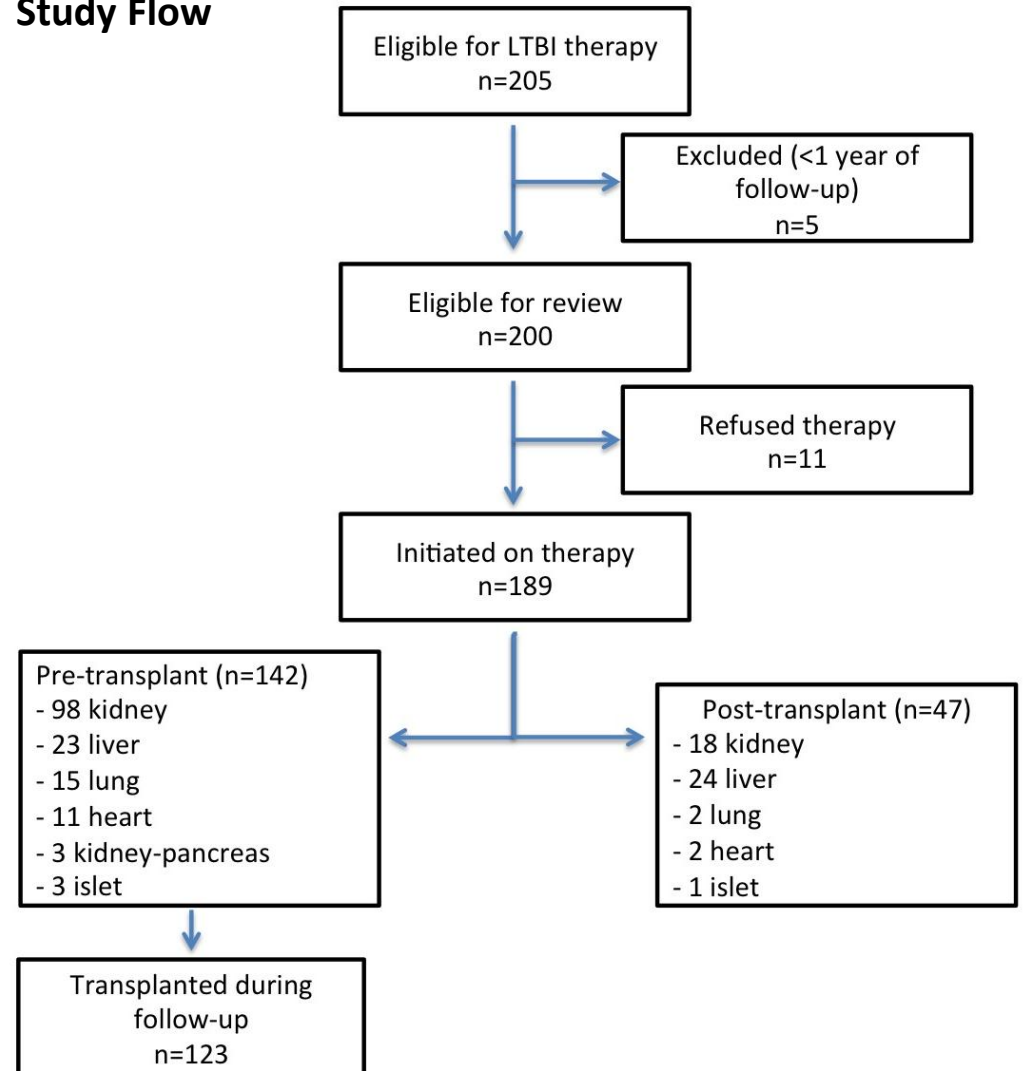 Study Flow
Eligible for LTBI therapy
n=205
Excluded (<1 year of
follow-up)
n=5
Eligible for review
n=200
Refused therapy
n=11
Initiated on therapy
n=189
Pre-transplant (n=142)
- 98 kidney
- 23 liver
- 15 lung
- 11 heart
- 3 kidney-pancreas
- 3 islet
Post-transplant (n=47)
- 18 kidney
- 24 liver
- 2 lung
- 2 heart
- 1 islet
Transplanted during
follow-up
n=123